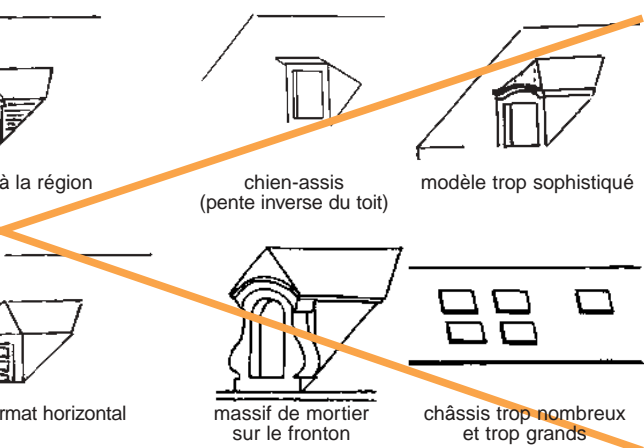 à la région
chien-assis
(pente inverse du toit)
modèle trop sophistiqué
horizontal
massif de mortier
sur le fronton
châssis trop nombreux
et trop grands